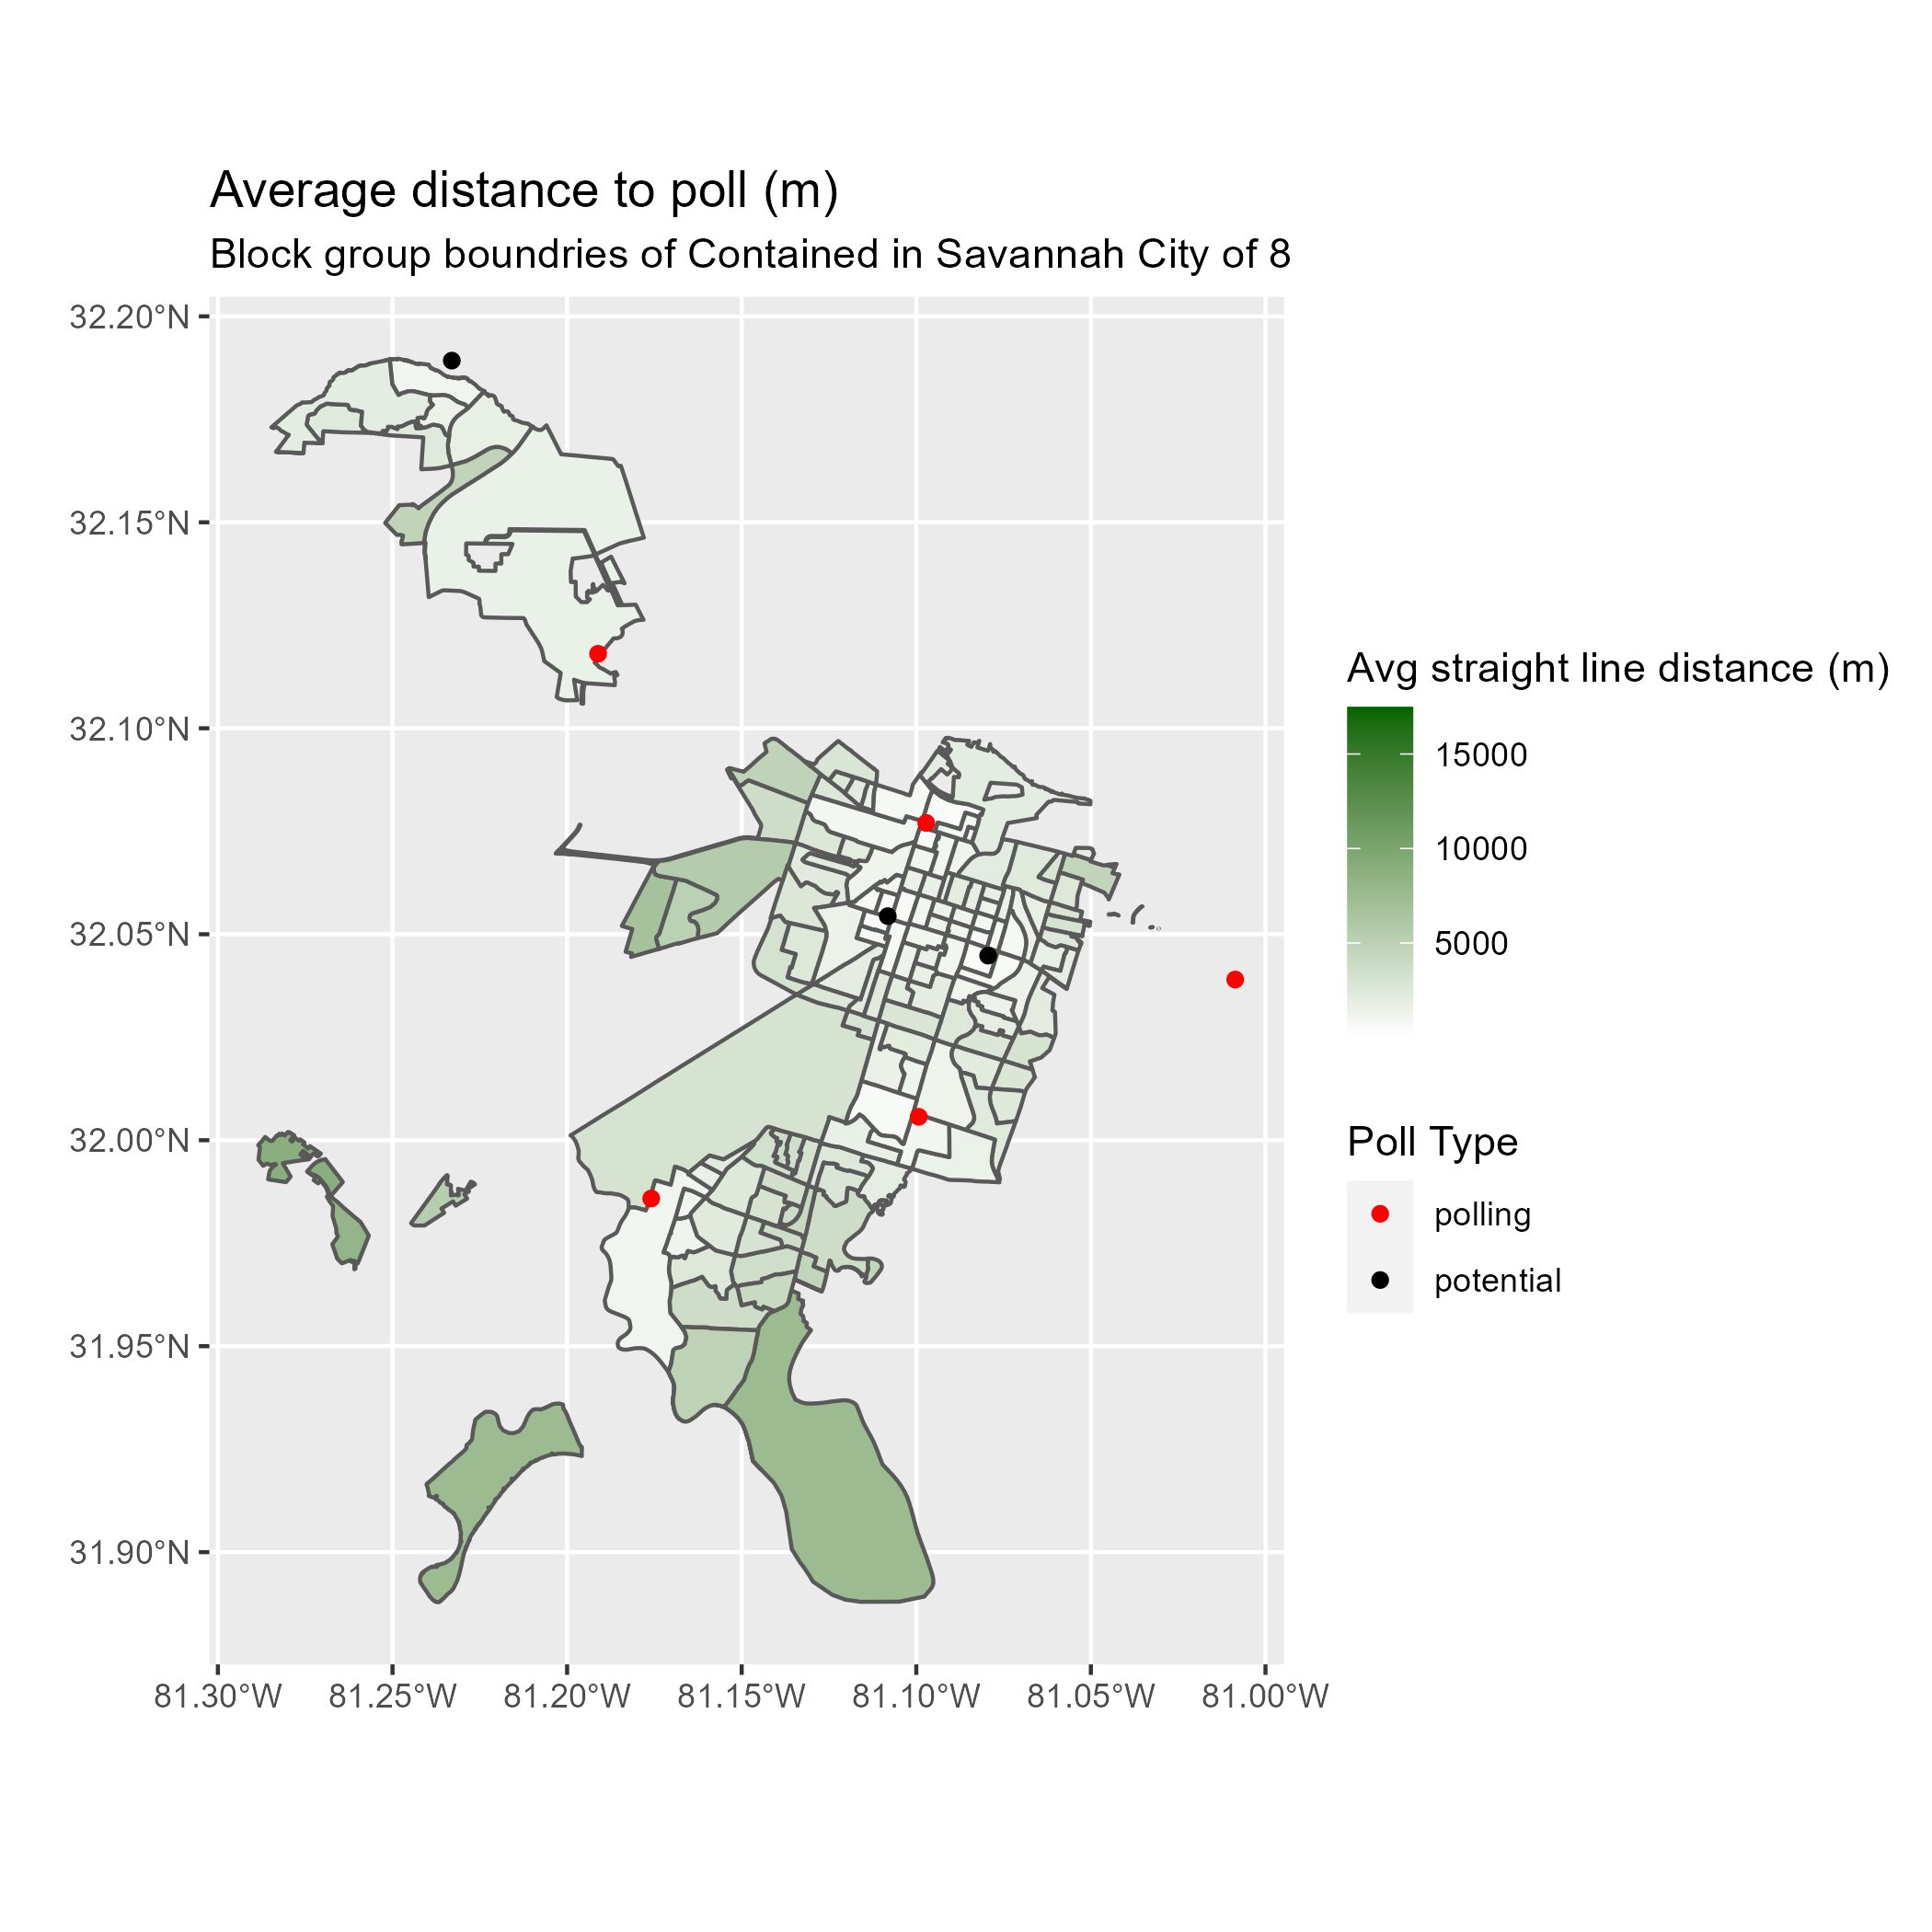 Average distance to poll (m)
Block group boundries of Contained in Savannah City of 8
32.20°N
32.15°N
32.10°N
32.05°N
32.00°N
31.95°N
31.90°N
81.30°W
81.25°W
81.20°W
81.15°W
81.10°W
81.05°W
81.00°W
Avg straight line distance (m)
15000
10000
5000
Poll Type
polling
potential